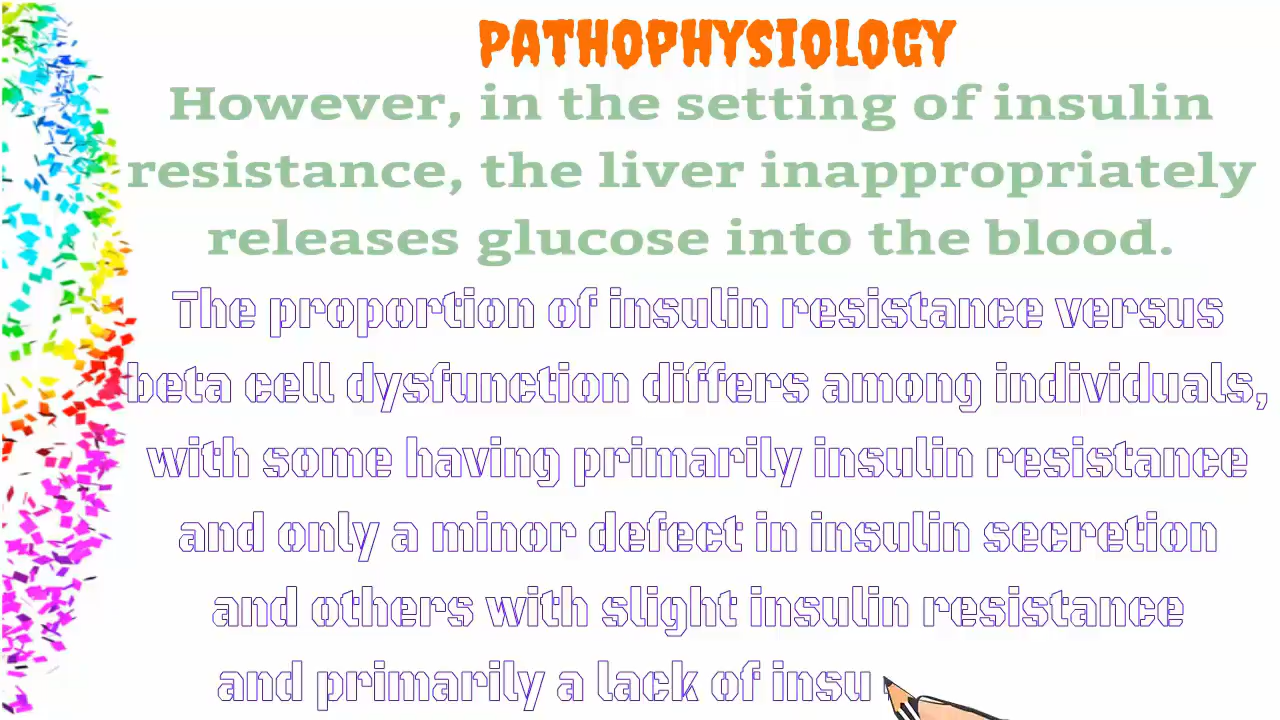 PATHOPHYSIOLOGY
However, in the setting of insulin
resistance, the liver inappropriately
releases glucose into the blood.
The proportion of insulin resistance versus
beta cell dysfunction differs among individuals,
with some having primarily insulin resistance
and only a minor defect in insulin secretion
and others with slight insulin resistance
and primarily a lack of insu